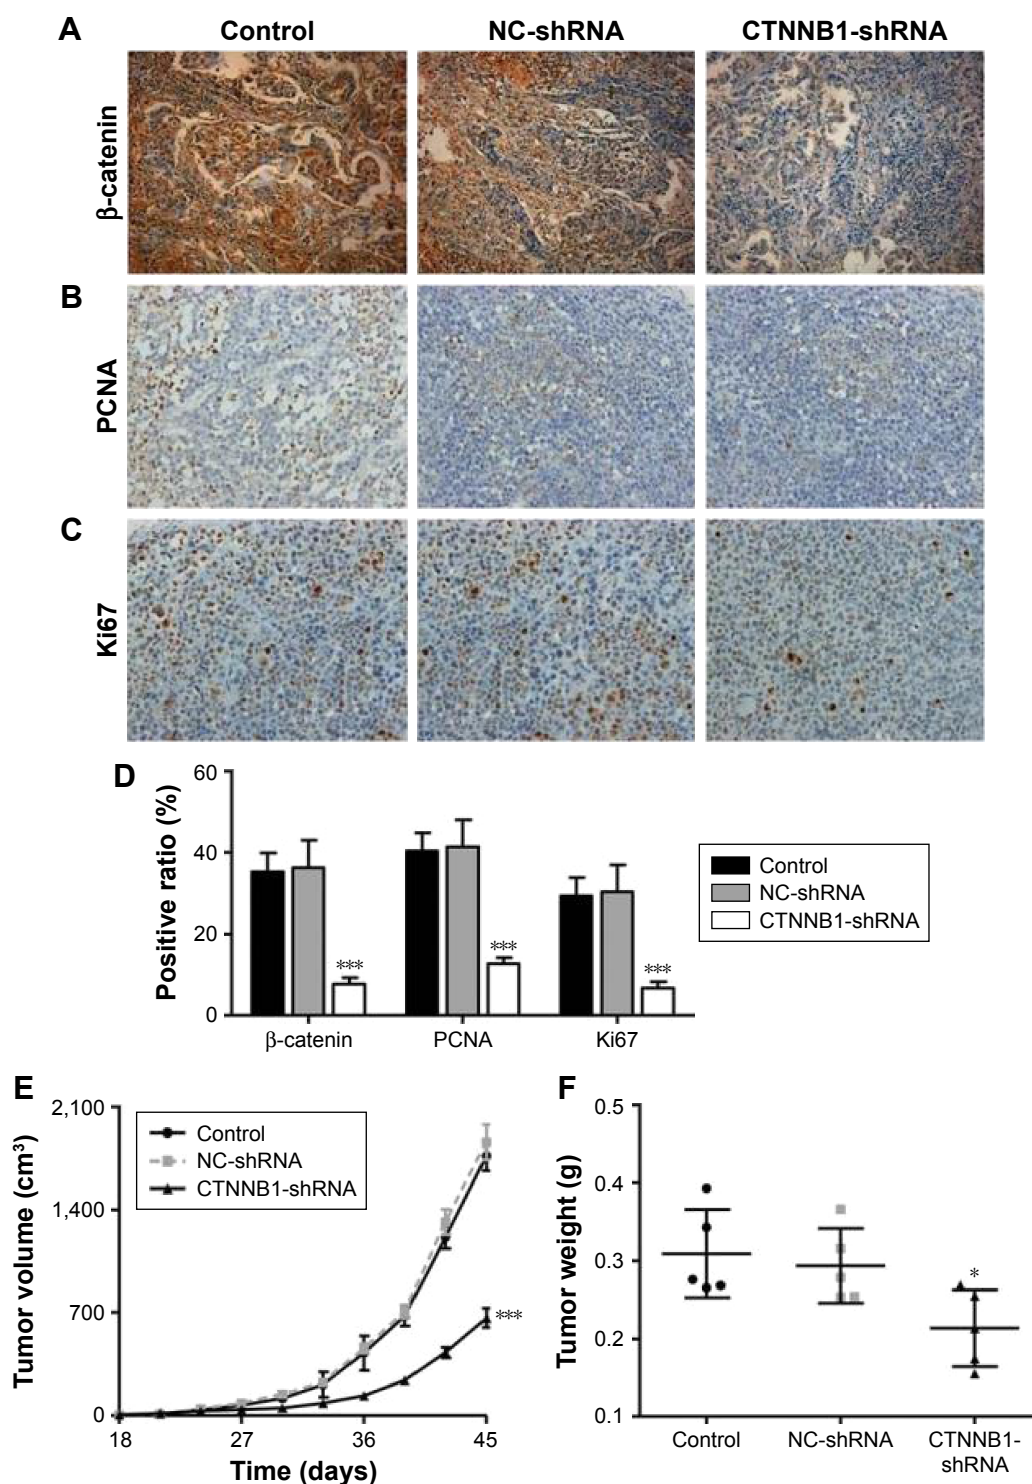 A
Control
NC-shRNA
CTNNB1-shRNA
β-catenin
B
PCNA
C
Ki67
D
Positive ratio (%)
60
40
20
0
***
***
***
β-catenin
PCNA
Ki67
Control
NC-shRNA
CTNNB1-shRNA
E
Tumor volume (cm³)
2,100
1,400
700
0
Control
NC-shRNA
CTNNB1-shRNA
***
18
27
36
45
Time (days)
F
Tumor weight (g)
0.5
0.4
0.3
0.2
0.1
*
Control
NC-shRNA
CTNNB1-
shRNA